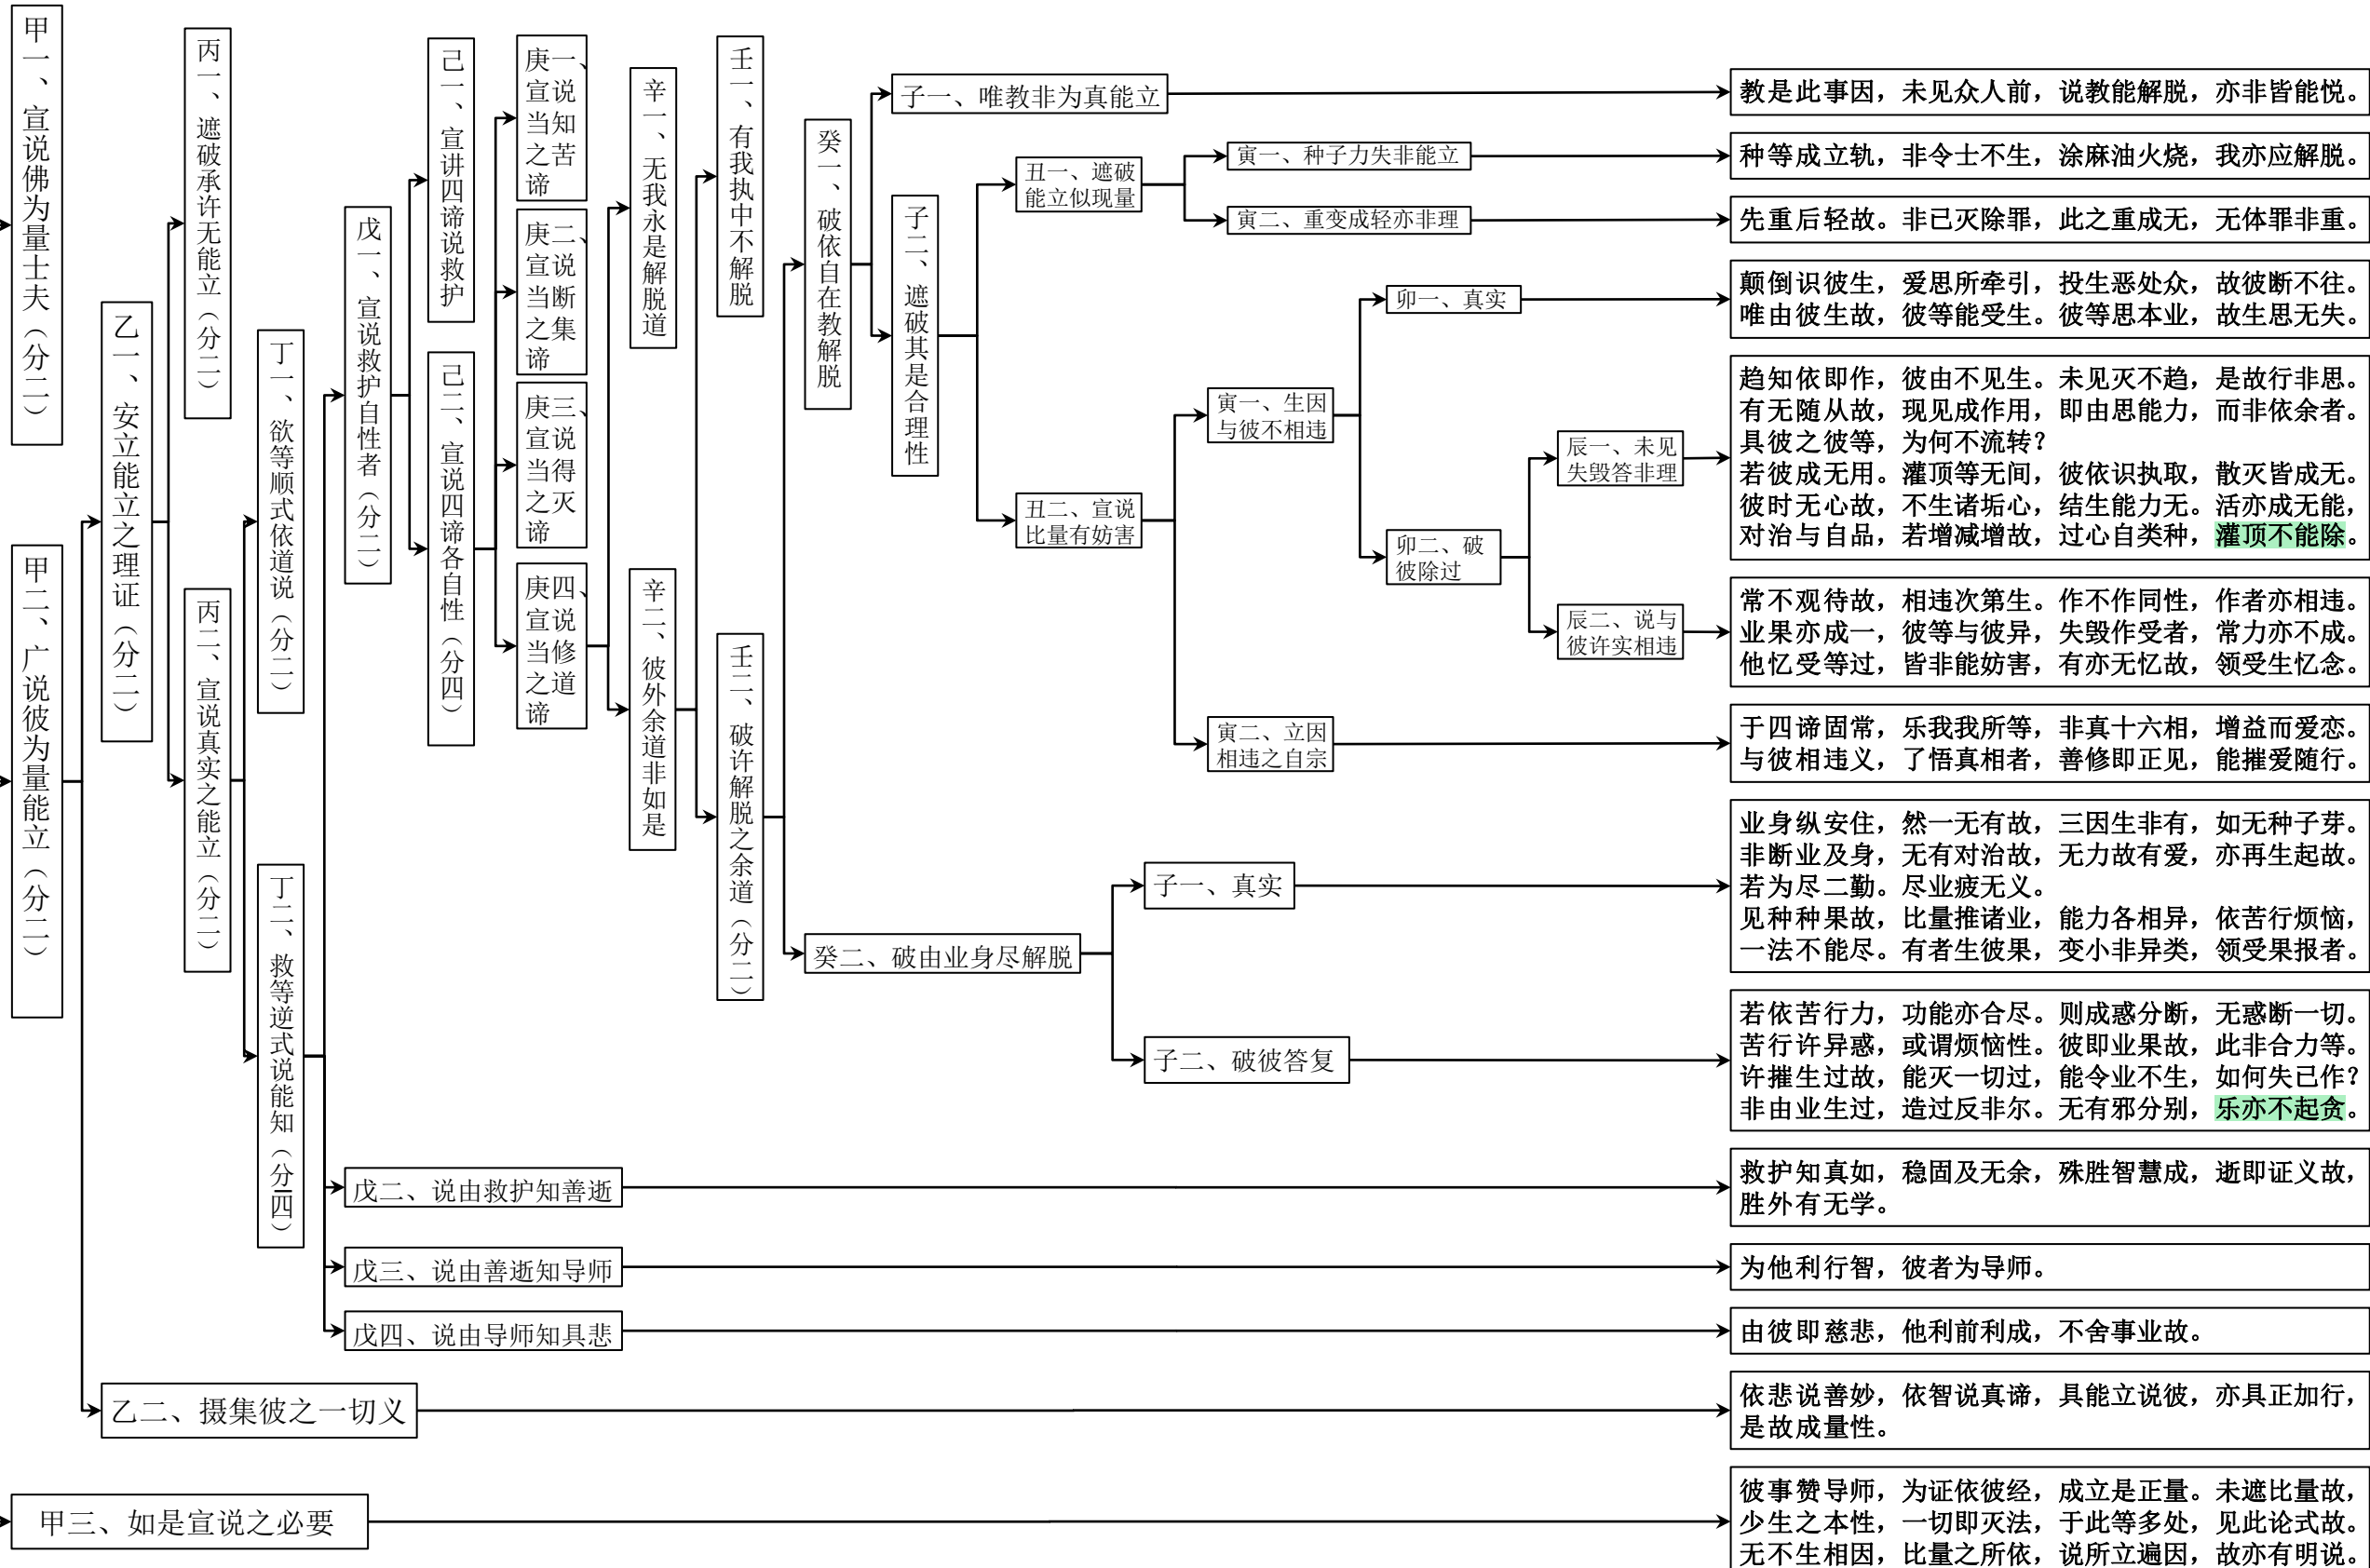 甲一、宣说佛为量士夫（分二）
甲二、广说彼为量能立（分二）
乙一、安立能立之理证（分二）
丙一、遮破承许无能立（分二）
丙二、宣说真实之能立（分二）
丁一、欲等顺式依道说（分二）
丁二、救等逆式说能知（分四）
戊一、宣说救护自性者（分二）
己一、宣讲四谛说救护
己二、宣说四谛各自性（分四）
庚一、
宣说
当知
之苦
谛
庚二、
宣说
当断
之集
谛
庚三、
宣说
当得
之灭
谛
庚四、
宣说
当修
之道
谛
辛一、无我永是解脱道
辛二、彼外余道非如是
壬一、有我执中不解脱
壬二、破许解脱之余道（分二）
癸一、破依自在教解脱
子一、唯教非为真能立
教是此事因，未见众人前，说教能解脱，亦非皆能悦。
子二、遮破其是合理性
丑一、遮破
能立似现量
寅一、种子力失非能立
种等成立轨，非令士不生，涂麻油火烧，我亦应解脱。
寅二、重变成轻亦非理
先重后轻故。非已灭除罪，此之重成无，无体罪非重。
丑二、宣说
比量有妨害
寅一、生因
与彼不相违
卯一、真实
颠倒识彼生，爱思所牵引，投生恶处众，故彼断不往。
唯由彼生故，彼等能受生。彼等思本业，故生思无失。
卯二、破
彼除过
辰一、未见
失毁答非理
趋知依即作，彼由不见生。未见灭不趋，是故行非思。
有无随从故，现见成作用，即由思能力，而非依余者。
具彼之彼等，为何不流转？
若彼成无用。灌顶等无间，彼依识执取，散灭皆成无。
彼时无心故，不生诸垢心，结生能力无。活亦成无能，
对治与自品，若增减增故，过心自类种，灌顶不能除。
辰二、说与
彼许实相违
常不观待故，相违次第生。作不作同性，作者亦相违。
业果亦成一，彼等与彼异，失毁作受者，常力亦不成。
他忆受等过，皆非能妨害，有亦无忆故，领受生忆念。
寅二、立因
相违之自宗
于四谛固常，乐我我所等，非真十六相，增益而爱恋。
与彼相违义，了悟真相者，善修即正见，能摧爱随行。
癸二、破由业身尽解脱
子一、真实
业身纵安住，然一无有故，三因生非有，如无种子芽。
非断业及身，无有对治故，无力故有爱，亦再生起故。
若为尽二勤。尽业疲无义。
见种种果故，比量推诸业，能力各相异，依苦行烦恼，
一法不能尽。有者生彼果，变小非异类，领受果报者。
子二、破彼答复
若依苦行力，功能亦合尽。则成惑分断，无惑断一切。
苦行许异惑，或谓烦恼性。彼即业果故，此非合力等。
许摧生过故，能灭一切过，能令业不生，如何失已作？
非由业生过，造过反非尔。无有邪分别，乐亦不起贪。
戊二、说由救护知善逝
救护知真如，稳固及无余，殊胜智慧成，逝即证义故，
胜外有无学。
戊三、说由善逝知导师
为他利行智，彼者为导师。
戊四、说由导师知具悲
由彼即慈悲，他利前利成，不舍事业故。
乙二、摄集彼之一切义
依悲说善妙，依智说真谛，具能立说彼，亦具正加行，
是故成量性。
甲三、如是宣说之必要
彼事赞导师，为证依彼经，成立是正量。未遮比量故，
少生之本性，一切即灭法，于此等多处，见此论式故。
无不生相因，比量之所依，说所立遍因，故亦有明说。